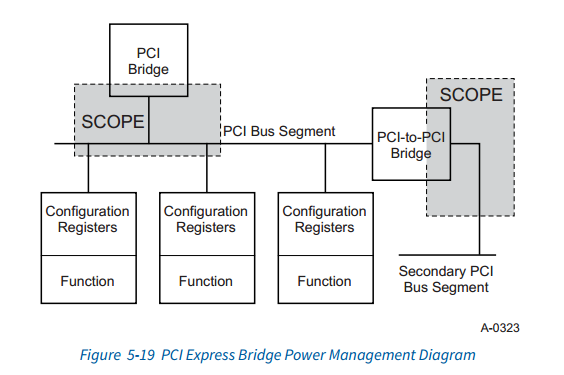 PCI
Bridge
SCOPE
SCOPE
PCI Bus Segment
PCI-to-PCI
Bridge
Configuration
Registers
Function
Configuration
Registers
Function
Configuration
Registers
Function
Secondary PCI
Bus Segment
A-0323
Figure 5-19 PCI Express Bridge Power Management Diagram